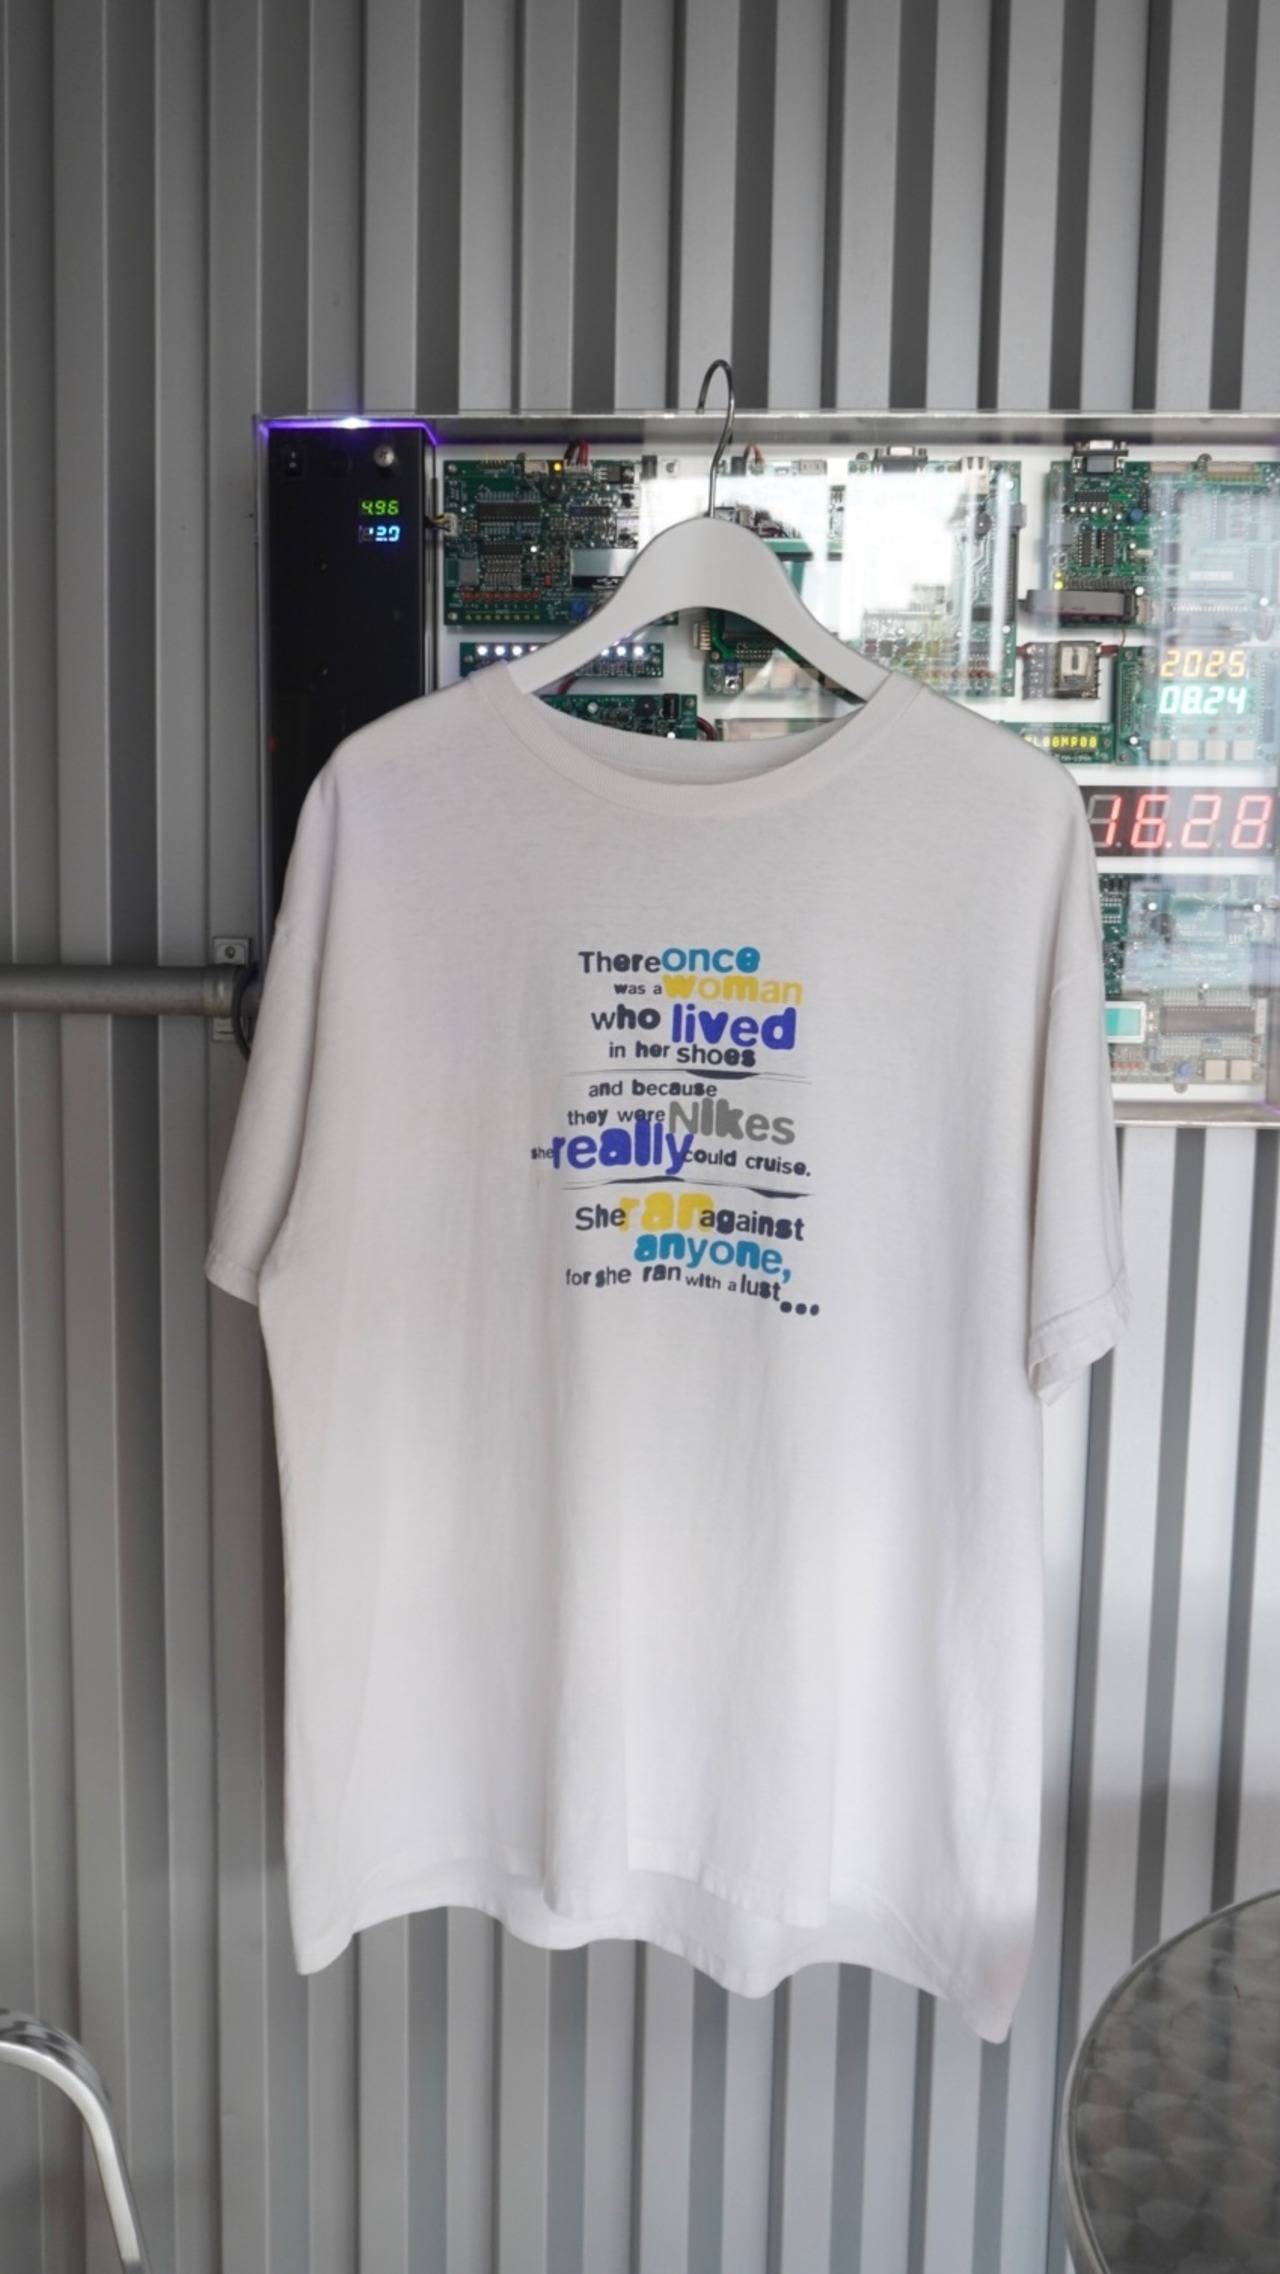 4.96
2025
08.24
16.28
There once
was a woman
who lived
in her shoes
and because
they were Nikes
she really could cruise.
She ran against
anyone,
for she ran with a lust...